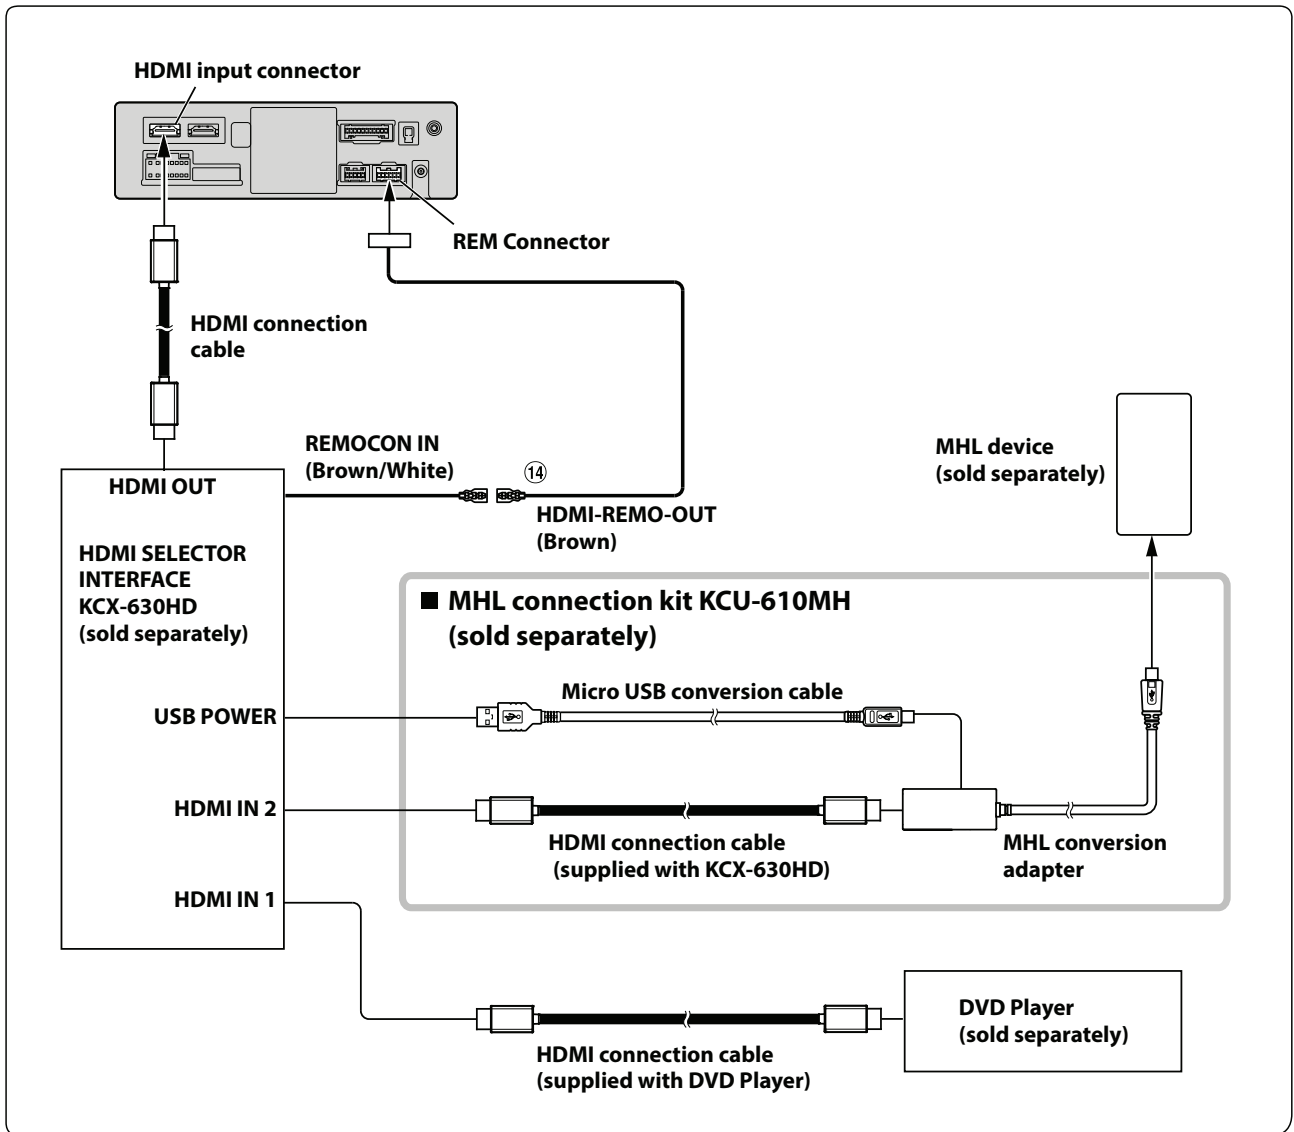 HDMI input connector
REM Connector
HDMI connection
cable
REMOCON IN
(Brown/White)
⑭
HDMI-REMO-OUT
(Brown)
MHL device
(sold separately)
HDMI OUT
HDMI SELECTOR
INTERFACE
KCX-630HD
(sold separately)
■ MHL connection kit KCU-610MH
(sold separately)
Micro USB conversion cable
USB POWER
HDMI IN 2
HDMI connection cable
(supplied with KCX-630HD)
MHL conversion
adapter
HDMI IN 1
DVD Player
(sold separately)
HDMI connection cable
(supplied with DVD Player)